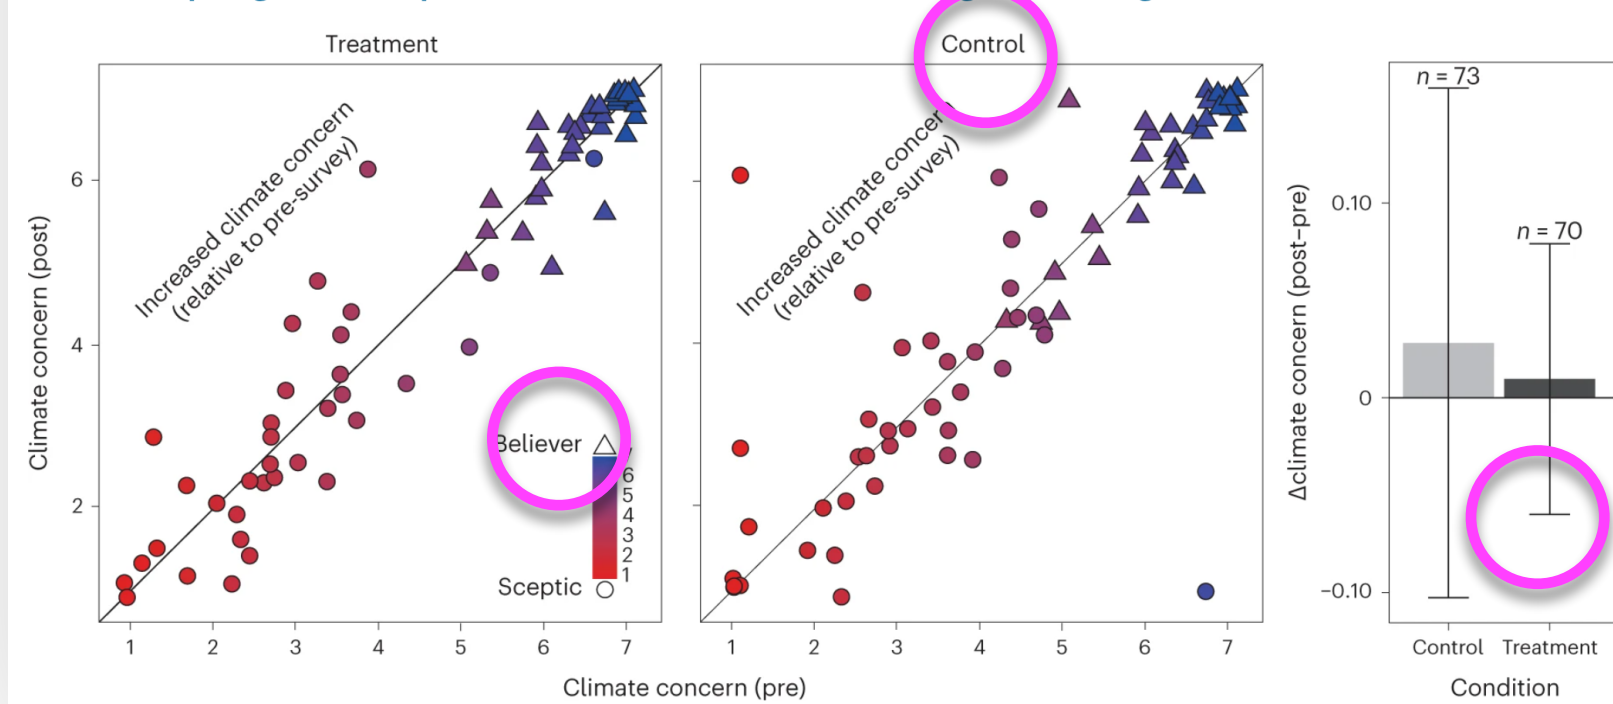 Treatment
Control
Climate concern (post)
6
4
2
Increased climate concern
(relative to pre-survey)
Believer
7
6
5
4
3
2
1
Sceptic
1 2 3 4 5 6 7
Increased climate concern
(relative to pre-survey)
1 2 3 4 5 6 7
Climate concern (pre)
Δclimate concern (post–pre)
0.10
0
–0.10
n = 73
n = 70
Control Treatment
Condition